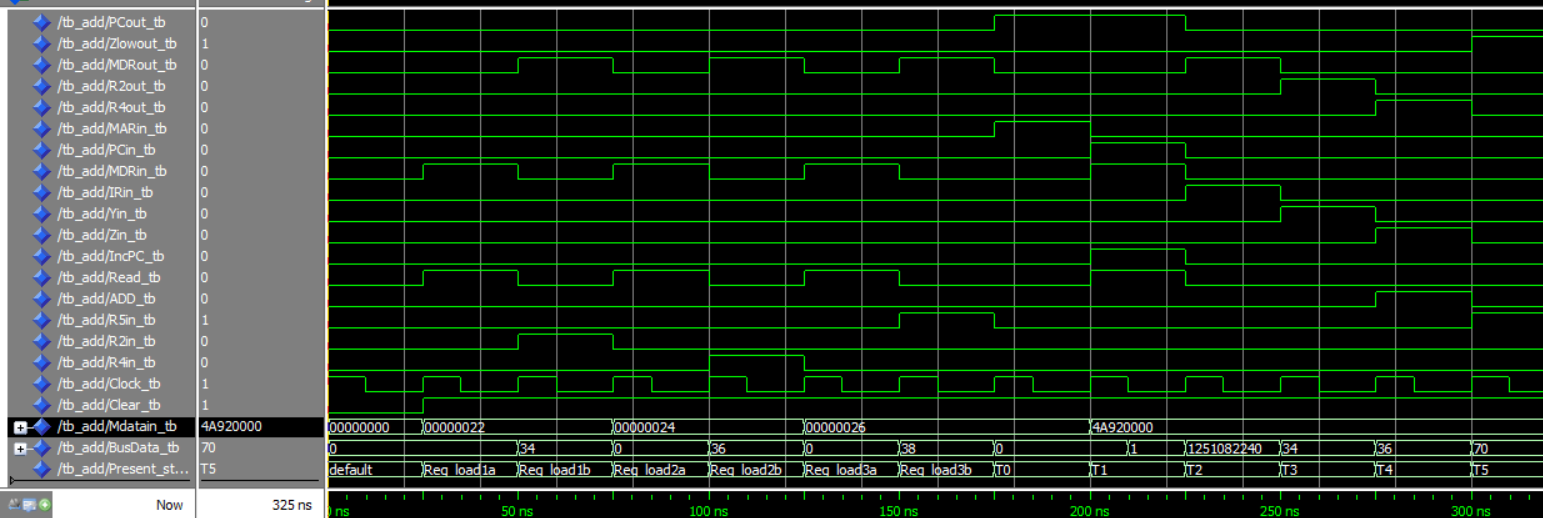 /tb_add/PCout_tb 0
/tb_add/Zlowout_tb 1
/tb_add/MDRout_tb 0
/tb_add/R2out_tb 0
/tb_add/R4out_tb 0
/tb_add/MARin_tb 0
/tb_add/PCin_tb 0
/tb_add/MDRin_tb 0
/tb_add/IRin_tb 0
/tb_add/Yin_tb 0
/tb_add/Zin_tb 0
/tb_add/IncPC_tb 0
/tb_add/Read_tb 0
/tb_add/ADD_tb 0
/tb_add/R5in_tb 1
/tb_add/R2in_tb 0
/tb_add/R4in_tb 0
/tb_add/Clock_tb 1
/tb_add/Clear_tb 1
/tb_add/Mdatain_tb 4A920000 00000000 00000022 00000024 00000026 4A920000
/tb_add/BusData_tb 70 0 34 0 36 0 38 0 1 1251082240 34 36 70
/tb_add/Present_st... T5 default Reg_load1a Reg_load1b Reg_load2a Reg_load2b Reg_load3a Reg_load3b T0 T1 T2 T3 T4 T5
Now 325 ns ns 50 ns 100 ns 150 ns 200 ns 250 ns 300 ns